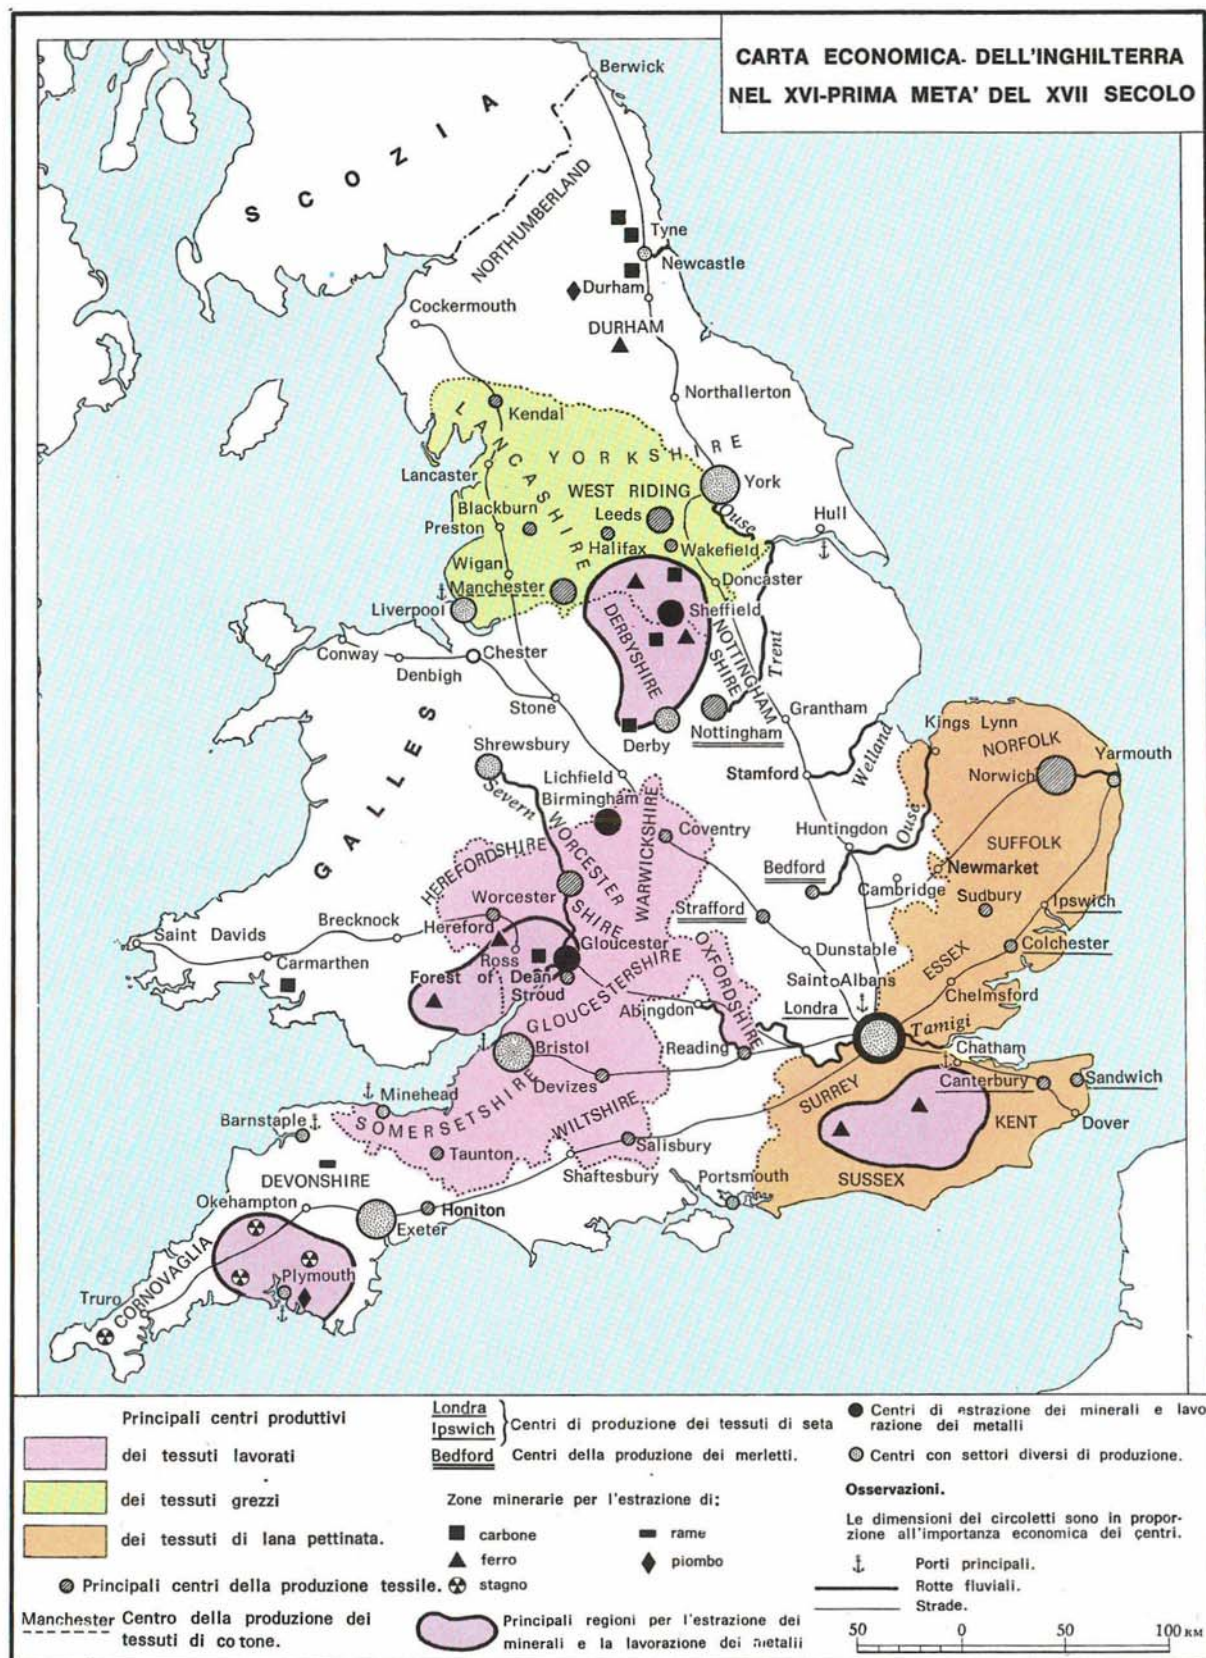 CARTA ECONOMICA. DELL'INGHILTERRA
NEL XVI-PRIMA META' DEL XVII SECOLO
Berwick
SCOZIA
NORTHUMBERLAND
Tyne
Newcastle
Durham
Cockermouth
DURHAM
Northallerton
Kendal
LANCASHIRE
YORKSHIRE
Lancaster
WEST RIDING
York
Blackburn
Leeds
Ouse
Hull
Preston
Halifax
Wakefield
Wigan
Manchester
Doncaster
Liverpool
Sheffield
DERBYSHIRE
NOTTINGHAM
SHIRE
Trent
Conway
Chester
Denbigh
Stone
Grantham
Kings Lynn
Derby
Nottingham
NORFOLK
GALLES
Shrewsbury
Welland
Yarmouth
Lichfield
Stamford
Norwich
Severn
Birmingham
WORCESTER
SHIRE
WARWICKSHIRE
Coventry
Huntingdon
Ouse
SUFFOLK
HEREFORDSHIRE
Bedford
Newmarket
Cambridge
Sudbury
Worcester
Strafford
Ipswich
Brecknock
Hereford
Saint Davids
Gloucester
Colchester
Carmarthen
Ross
Dunstable
ESSEX
Forest of Dean
Stroud
GLOUCESTERSHIRE
OXFORDSHIRE
Saint Albans
Chelmsford
Abingdon
Londra
Tamigi
Bristol
Reading
Chatham
Devizes
Canterbury
Sandwich
Minehead
SURREY
Barnstaple
SOMERSETSHIRE
WILTSHIRE
KENT
Dover
Taunton
Salisbury
Shaftesbury
Portsmouth
SUSSEX
DEVONSHIRE
Okehampton
Honiton
Exeter
CORNOVAGLIA
Plymouth
Truro
Principali centri produttivi
dei tessuti lavorati
dei tessuti grezzi
dei tessuti di lana pettinata.
Principali centri della produzione tessile.
Manchester Centro della produzione dei
tessuti di cotone.
Londra
Ipswich
Centri di produzione dei tessuti di seta
Bedford Centri della produzione dei merletti.
Zone minerarie per l'estrazione di:
carbone
rame
ferro
piombo
stagno
Principali regioni per l'estrazione dei
minerali e la lavorazione dei metalli
Centri di estrazione dei minerali e lavo
razione dei metalli
Centri con settori diversi di produzione.
Osservazioni.
Le dimensioni dei circoletti sono in propor-
zione all'importanza economica dei centri.
Porti principali.
Rotte fluviali.
Strade.
50 0 50 100 KM